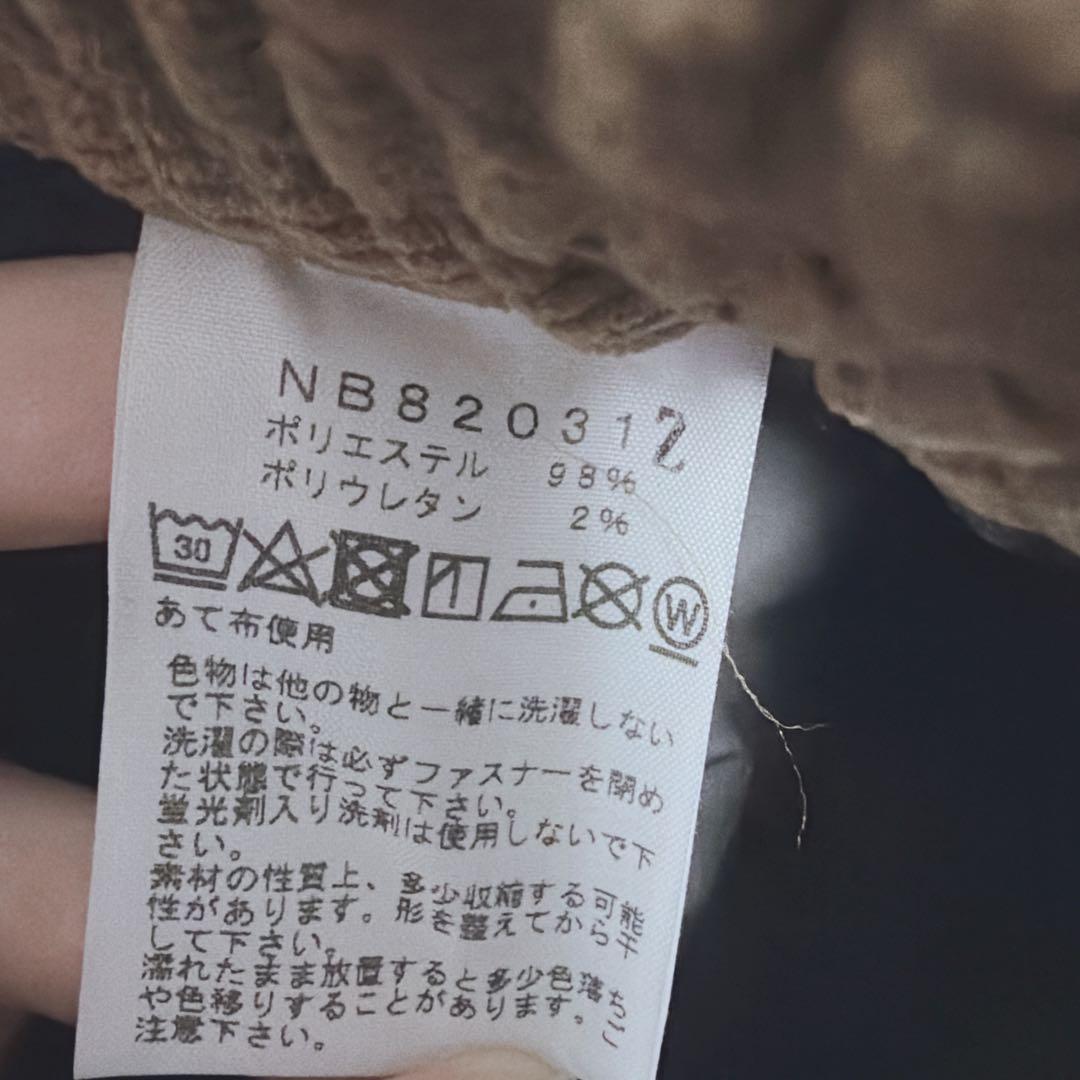 NB82031Z
ポリエステル 98%
ポリウレタン 2%
30 W
あて布使用
色物は他の物と一緒に洗濯しない
で下さい。
洗濯の際は必ずファスナーを閉め
た状態で行って下さい。
蛍光剤入り洗剤は使用しないで下
さい。
素材の性質上、多少収縮する可能
性があります。形を整えてから干
して下さい。
濡れたまま放置すると多少色落ち
や色移りすることがあります。ご
注意下さい。